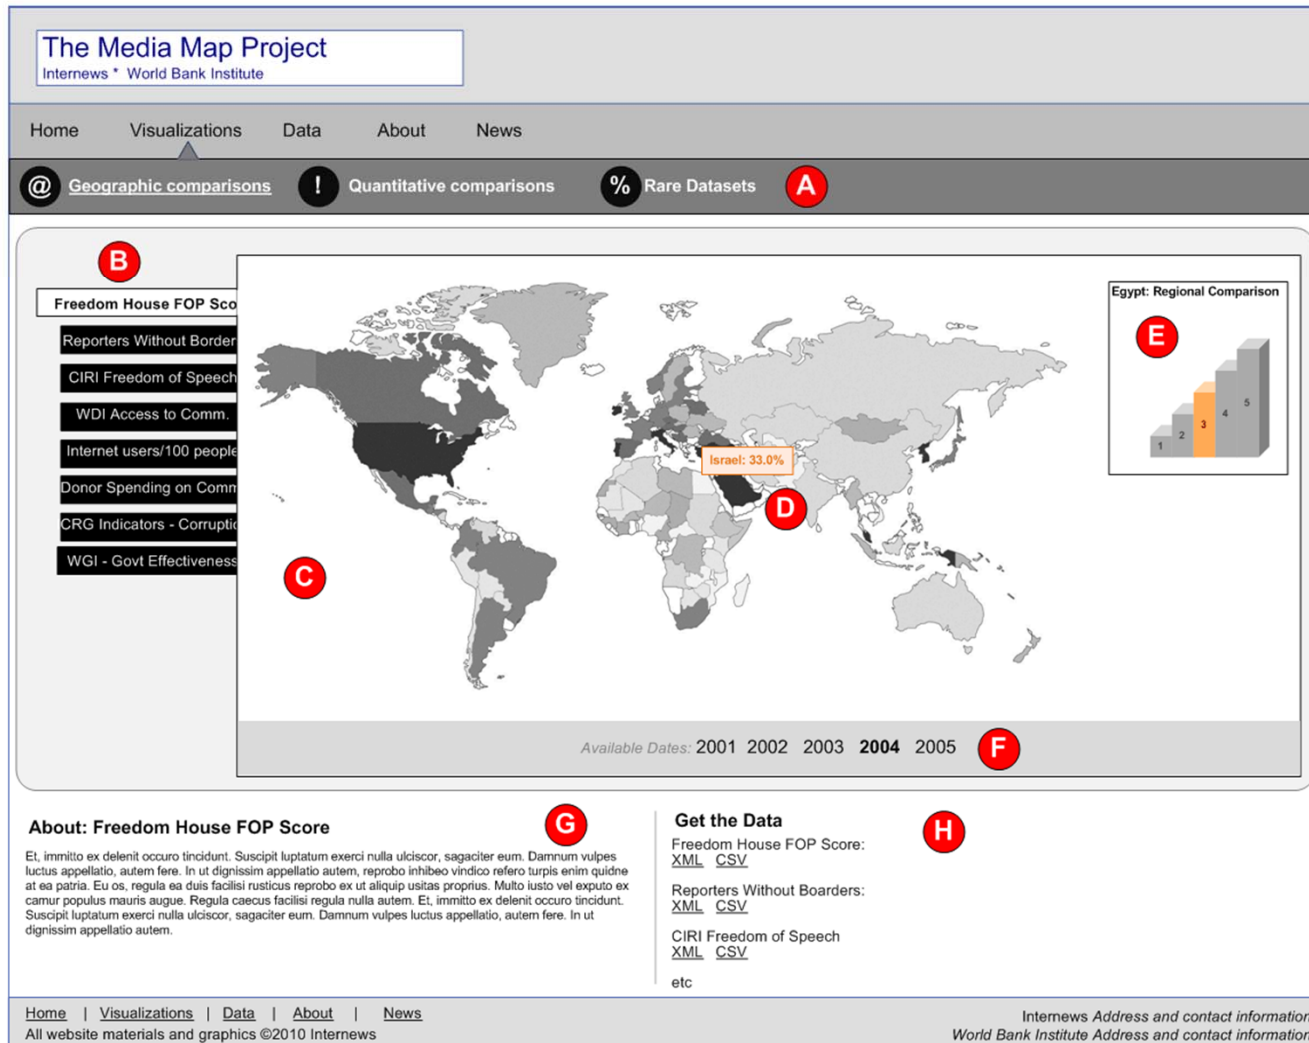 The Media Map Project
Internews * World Bank Institute
Home Visualizations Data About News
@ Geographic comparisons ! Quantitative comparisons % Rare Datasets A
B
Freedom House FOP Sco
Reporters Without Border
CIRI Freedom of Speech
WDI Access to Comm.
Internet users/100 people
Donor Spending on Comm
CRG Indicators - Corruptic
WGI - Govt Effectiveness
C
Israel: 33.0%
D
Egypt: Regional Comparison
E
1 2 3 4 5
Available Dates: 2001 2002 2003 2004 2005 F
About: Freedom House FOP Score G
Et, immitto ex delenit occuro tincidunt. Suscipit luptatum exerci nulla ulciscor, sagaciter eum. Damnum vulpes
luctus appellatio, autem fere. In ut dignissim appellatio autem, reprobo inhibeo vindico refero turpis enim quidne
at ea patria. Eu os, regula ea duis facilisi rusticus reprobo ex ut aliquip usitas proprius. Multo iusto vel exputo ex
camur populus mauris augue. Regula caecus facilisi regula nulla autem. Et, immitto ex delenit occuro tincidunt.
Suscipit luptatum exerci nulla ulciscor, sagaciter eum. Damnum vulpes luctus appellatio, autem fere. In ut
dignissim appellatio autem.
Get the Data H
Freedom House FOP Score:
XML CSV
Reporters Without Boarders:
XML CSV
CIRI Freedom of Speech
XML CSV
etc
Home | Visualizations | Data | About | News
All website materials and graphics ©2010 Internews
Internews Address and contact information
World Bank Institute Address and contact information